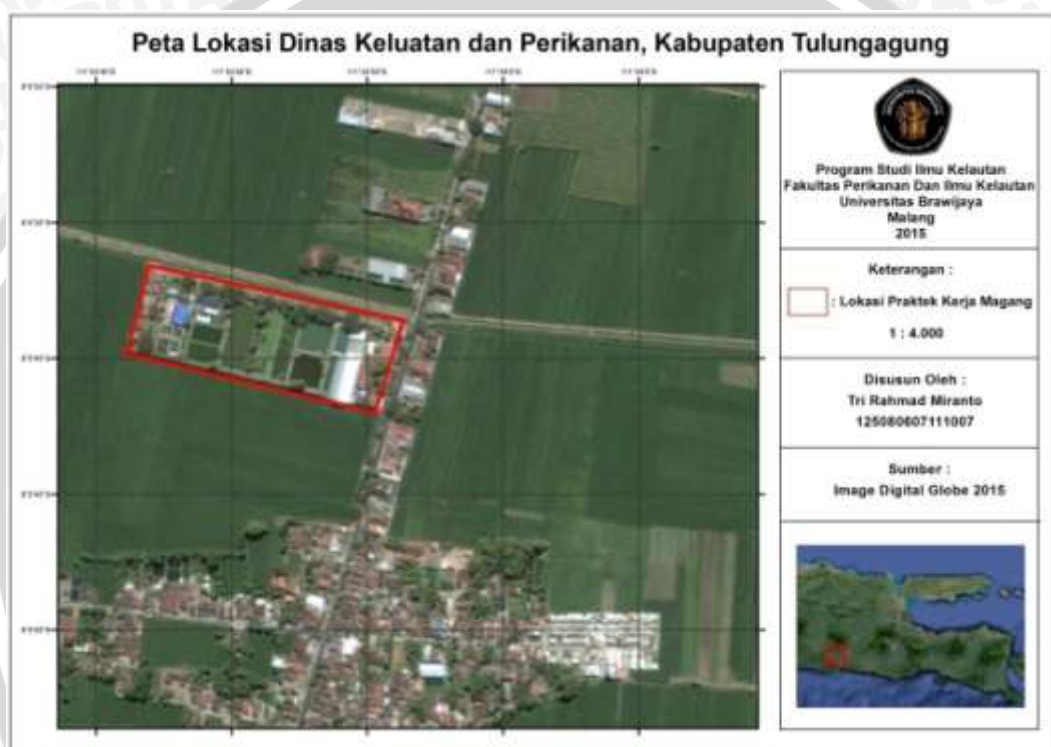 Peta Lokasi Dinas Keluatan dan Perikanan, Kabupaten Tulungagung
Program Studi Ilmu Kelautan
Fakultas Perikanan Dan Ilmu Kelautan
Universitas Brawijaya
Malang
2015
Keterangan :
: Lokasi Praktek Kerja Magang
1 : 4.000
Disusun Oleh :
Tri Rahmad Miranto
125080607111007
Sumber :
Image Digital Globe 2015